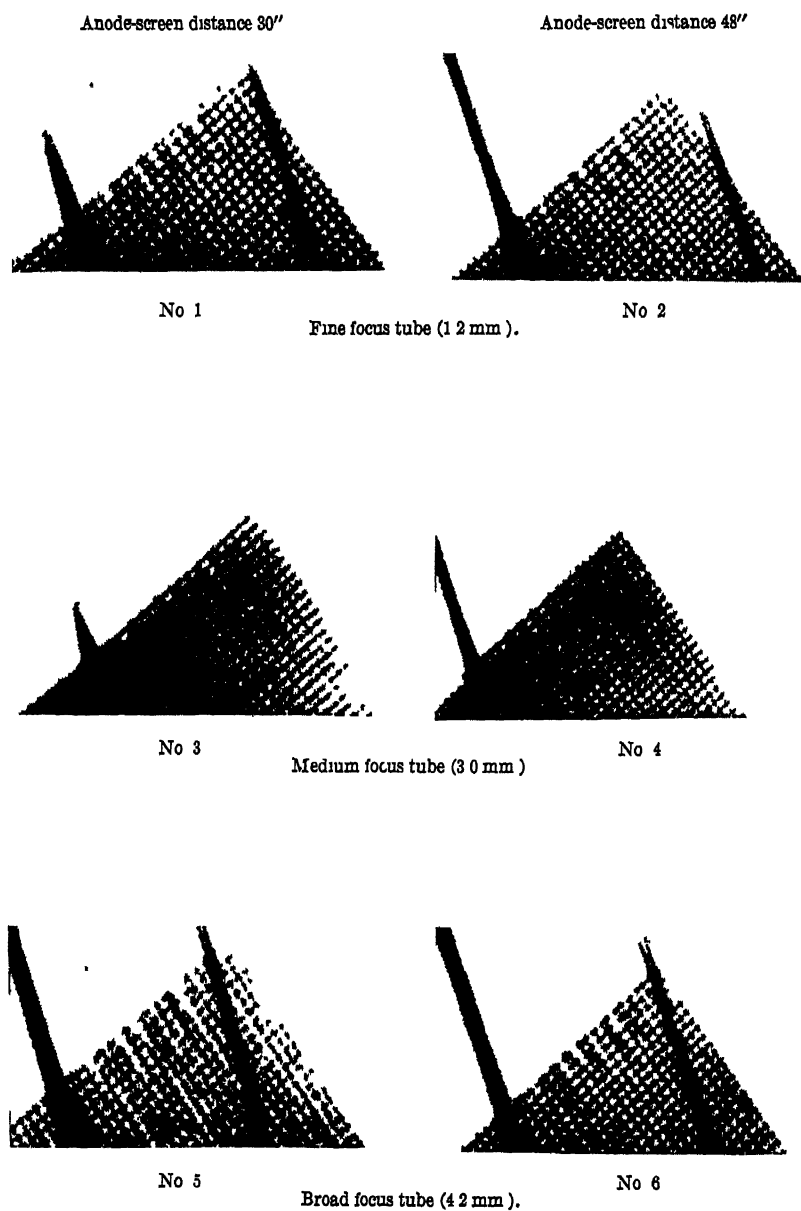 Anode-screen distance 30″ Anode-screen distance 48″
No 1 No 2
Fine focus tube (1 2 mm ).
No 3 No 4
Medium focus tube (3 0 mm )
No 5 No 6
Broad focus tube (4 2 mm ).